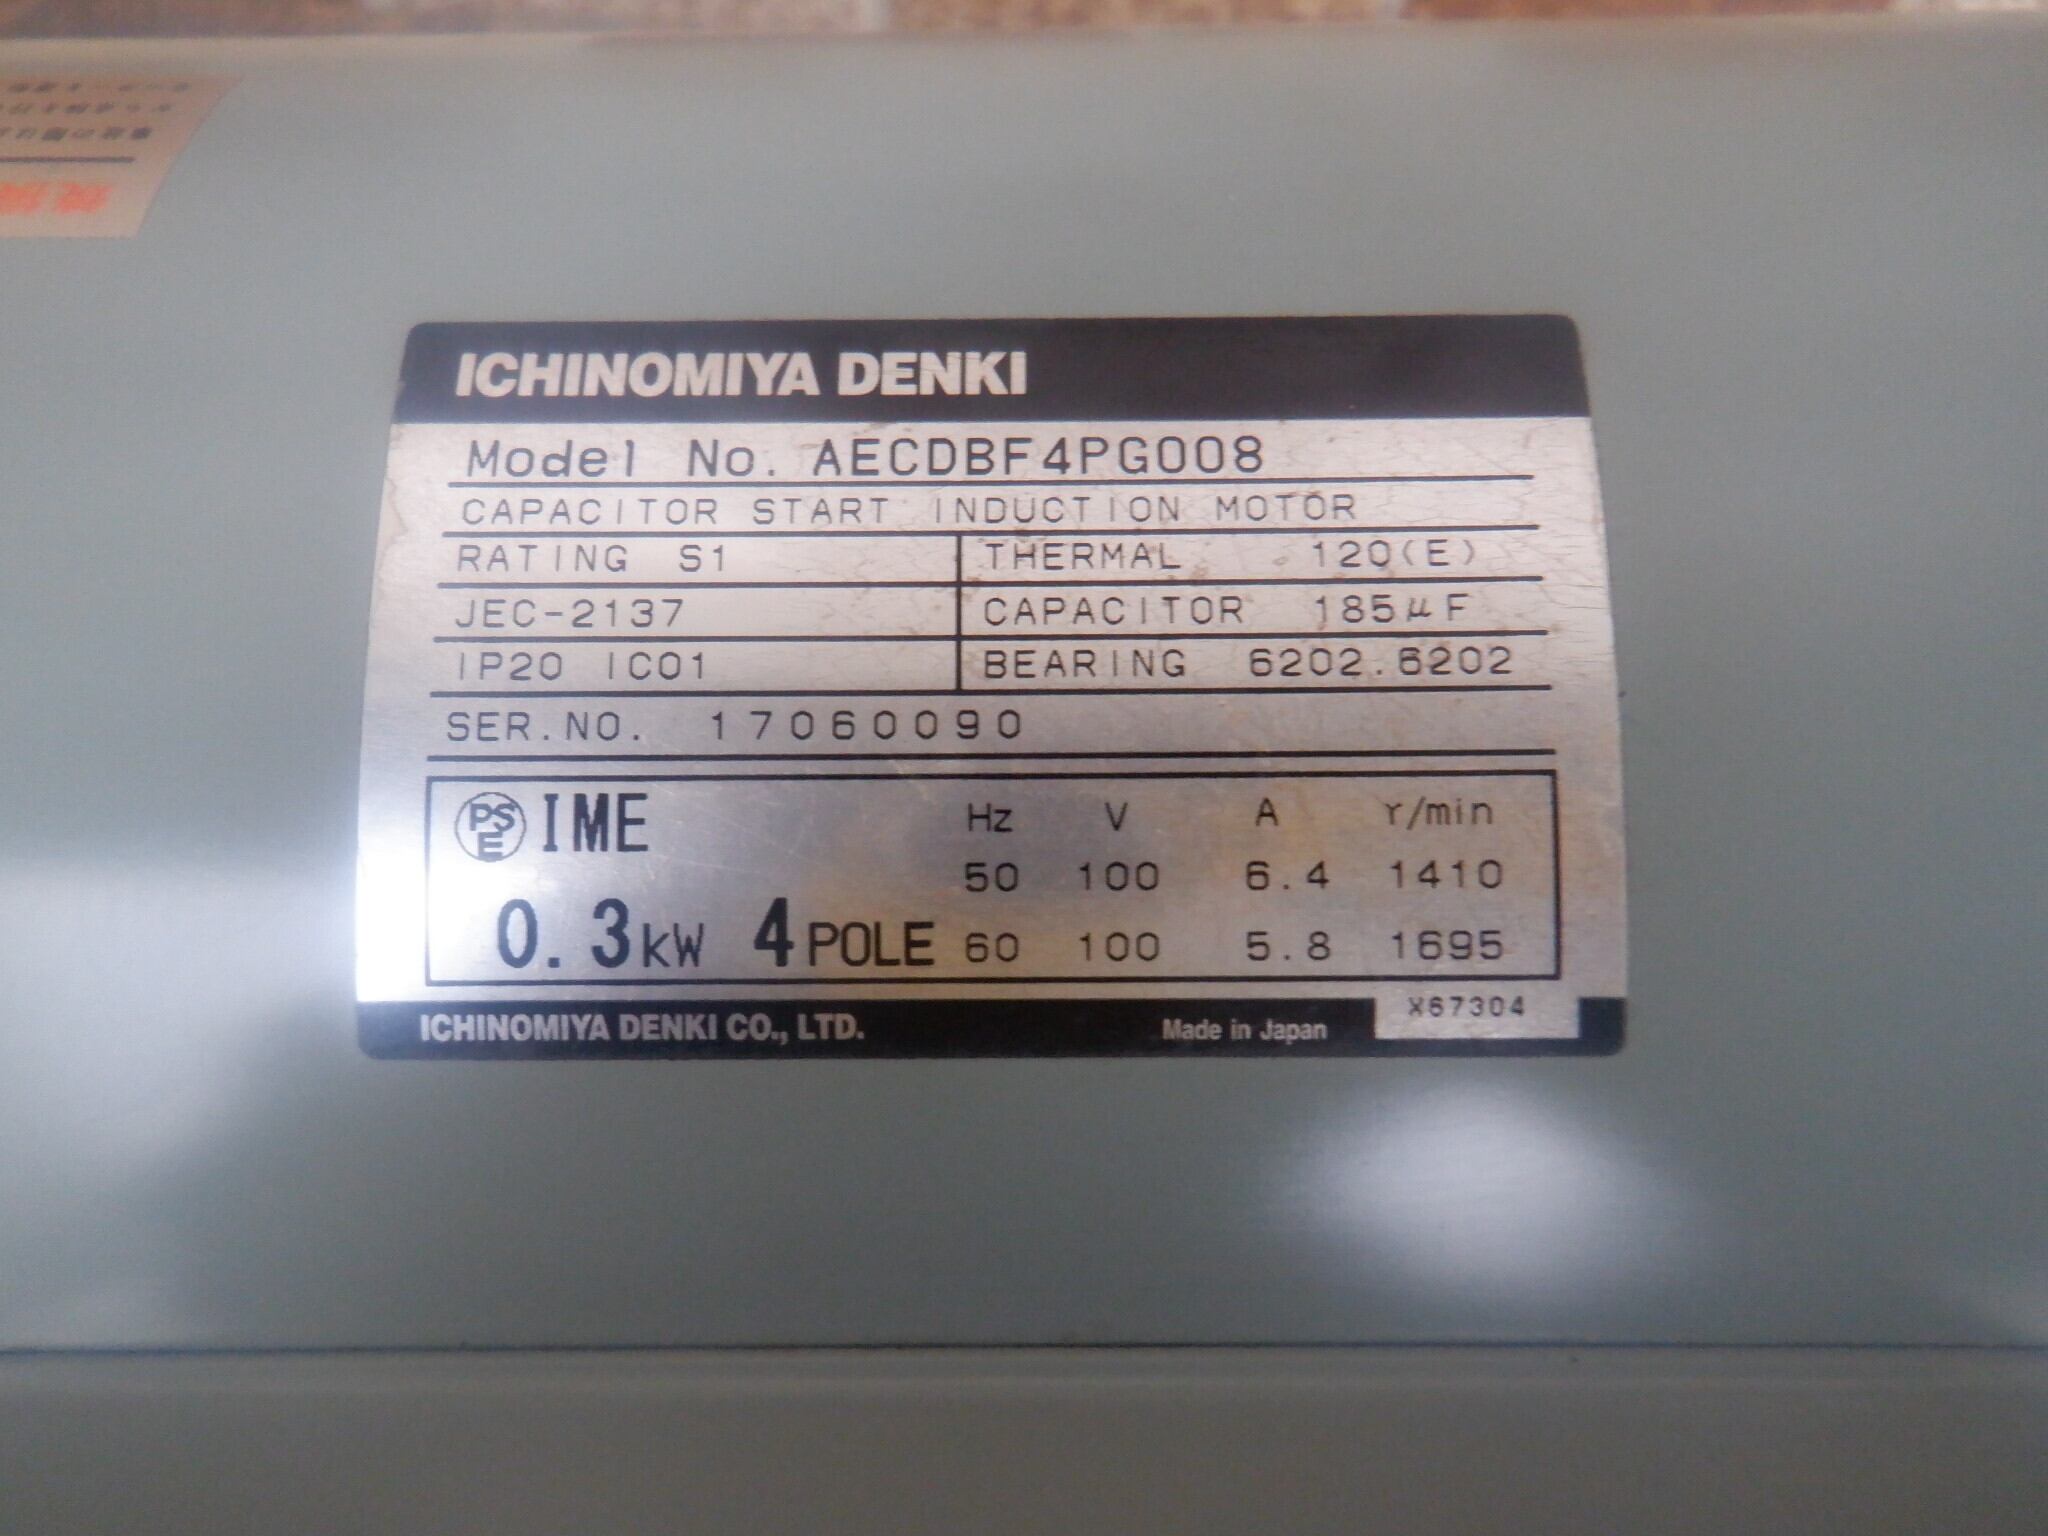 ICHINOMIYA DENKI
Model No. AECDBF4PG008
CAPACITOR START INDUCTION MOTOR
RATING S1 THERMAL 120(E)
JEC-2137 CAPACITOR 185μF
IP20 IC01 BEARING 6202.6202
SER.NO. 17060090
PSE IME Hz V A r/min
50 100 6.4 1410
0.3kW 4POLE 60 100 5.8 1695
X67304
ICHINOMIYA DENKI CO., LTD. Made in Japan